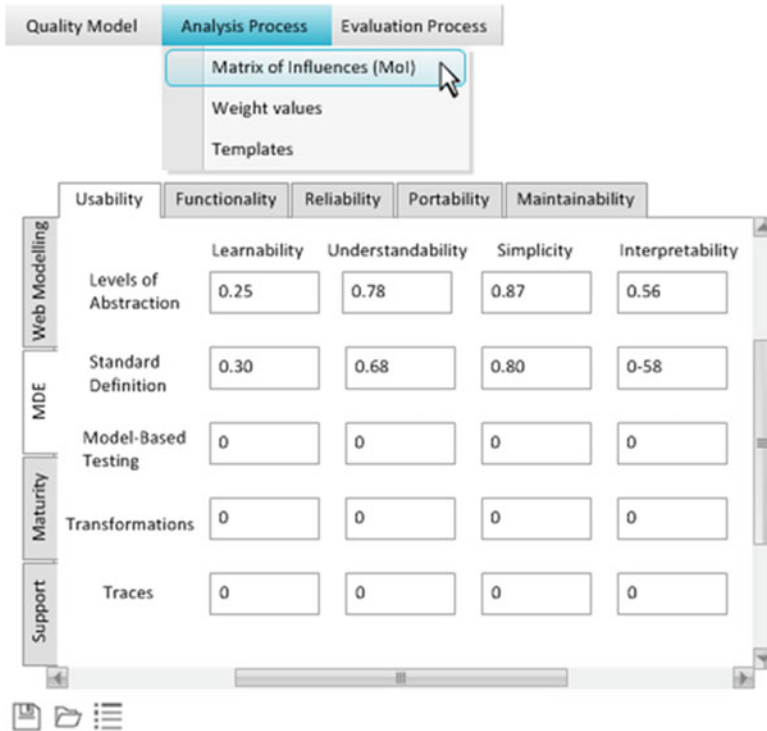 Quality Model Analysis Process Evaluation Process
Matrix of Influences (MoI)
Weight values
Templates
Usability Functionality Reliability Portability Maintainability
Web Modelling
MDE
Maturity
Support
Learnability Understandability Simplicity Interpretability
Levels of
Abstraction
0.25 0.78 0.87 0.56
Standard
Definition
0.30 0.68 0.80 0-58
Model-Based
Testing
0 0 0 0
Transformations
0 0 0 0
Traces
0 0 0 0